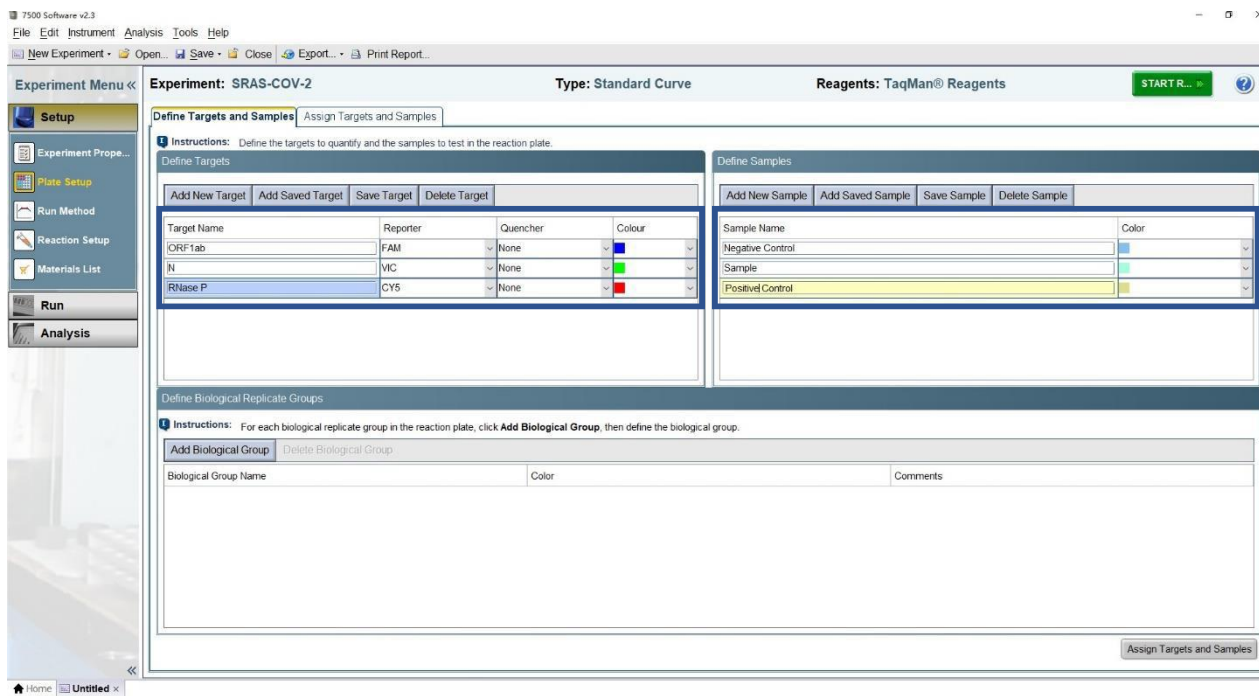 7500 Software v2.3
File Edit Instrument Analysis Tools Help
New Experiment Open... Save Close Export... Print Report...
Experiment Menu «
Experiment: SRAS-COV-2 Type: Standard Curve Reagents: TaqMan® Reagents START R... »
Setup
Experiment Prope...
Plate Setup
Run Method
Reaction Setup
Materials List
Run
Analysis
Define Targets and Samples Assign Targets and Samples
Instructions: Define the targets to quantify and the samples to test in the reaction plate.
Define Targets
Add New Target Add Saved Target Save Target Delete Target
Target Name Reporter Quencher Colour
ORF1ab FAM None
N VIC None
RNase P CY5 None
Define Samples
Add New Sample Add Saved Sample Save Sample Delete Sample
Sample Name Color
Negative Control
Sample
Positive Control
Define Biological Replicate Groups
Instructions: For each biological replicate group in the reaction plate, click Add Biological Group, then define the biological group.
Add Biological Group Delete Biological Group
Biological Group Name Color Comments
Assign Targets and Samples
«
Home Untitled ×